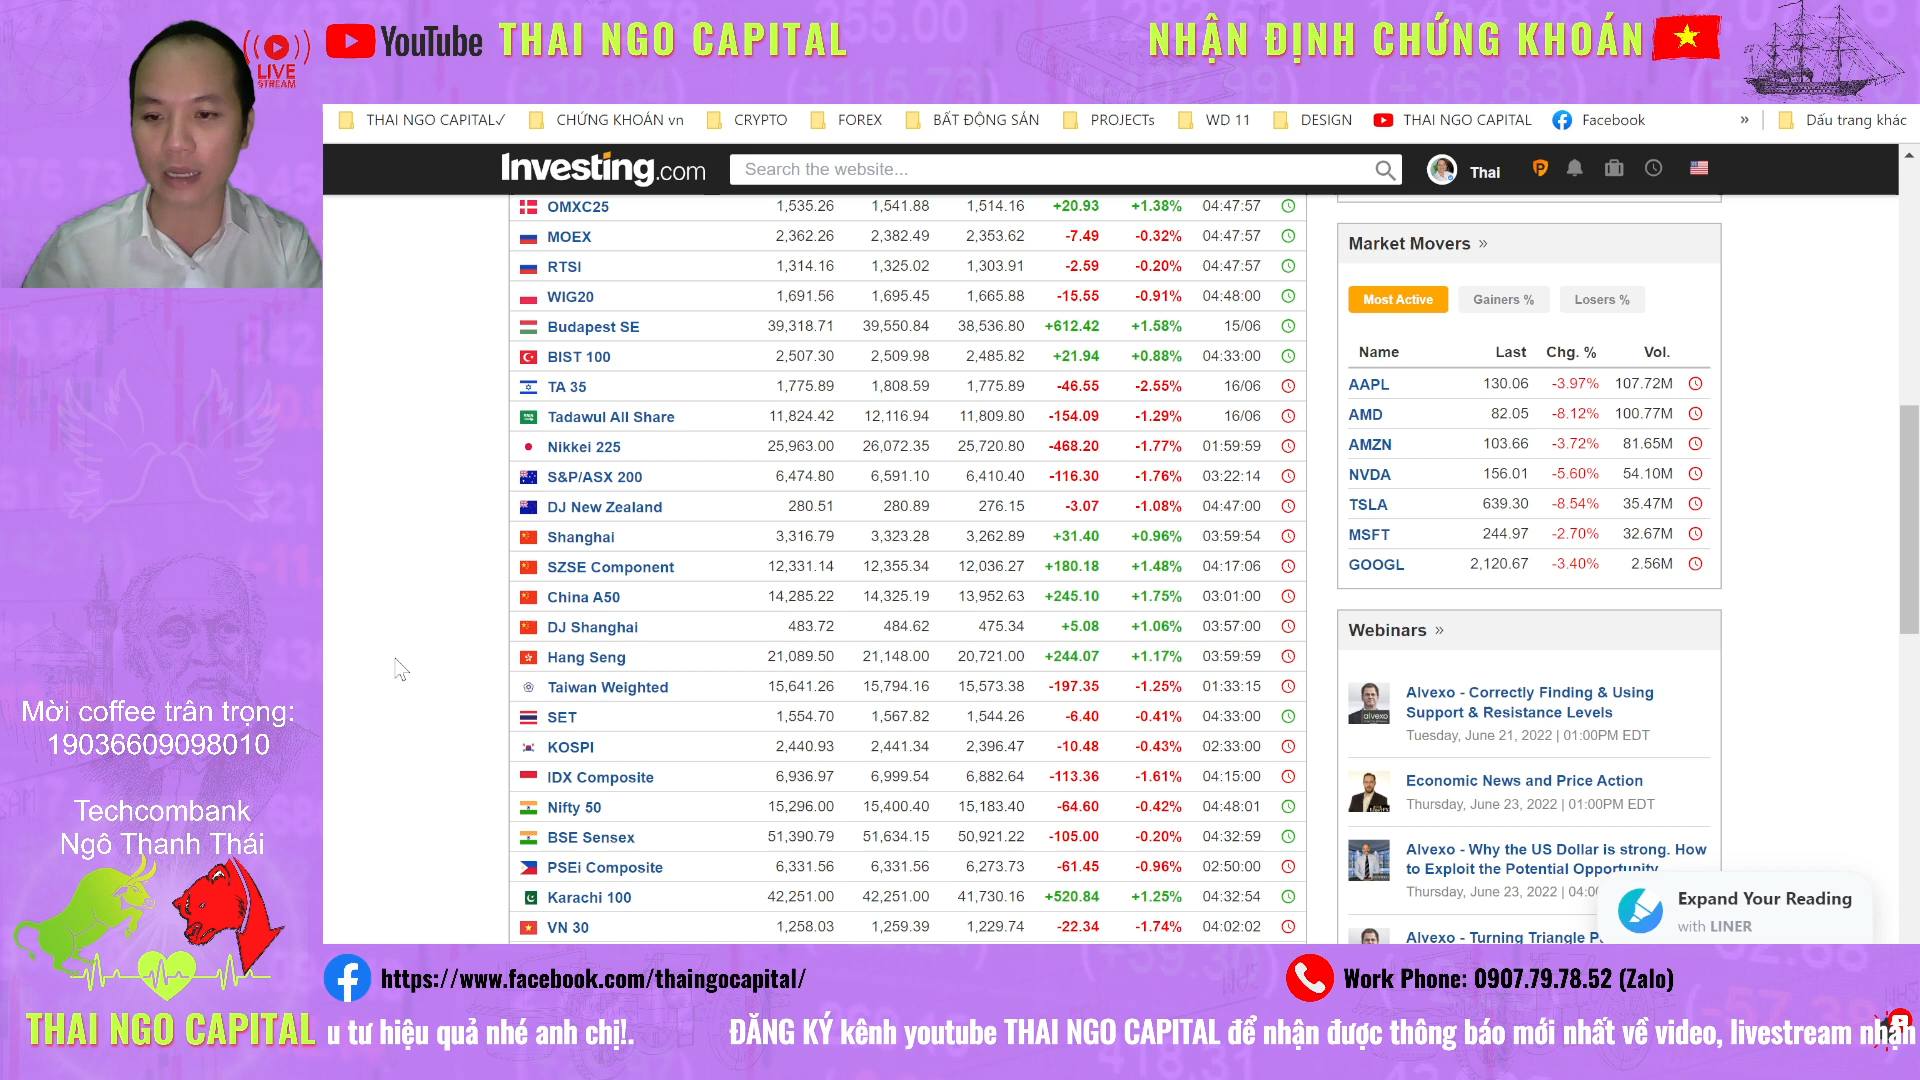 LIVE
STREAM
YouTube THAI NGO CAPITAL
NHẬN ĐỊNH CHỨNG KHOÁN
THAI NGO CAPITAL✓ CHỨNG KHOÁN vn CRYPTO FOREX BẤT ĐỘNG SẢN PROJECTs WD 11 DESIGN THAI NGO CAPITAL Facebook » Dấu trang khác
Investing.com Search the website... Thai
OMXC25 1,535.26 1,541.88 1,514.16 +20.93 +1.38% 04:47:57
MOEX 2,362.26 2,382.49 2,353.62 -7.49 -0.32% 04:47:57
RTSI 1,314.16 1,325.02 1,303.91 -2.59 -0.20% 04:47:57
WIG20 1,691.56 1,695.45 1,665.88 -15.55 -0.91% 04:48:00
Budapest SE 39,318.71 39,550.84 38,536.80 +612.42 +1.58% 15/06
BIST 100 2,507.30 2,509.98 2,485.82 +21.94 +0.88% 04:33:00
TA 35 1,775.89 1,808.59 1,775.89 -46.55 -2.55% 16/06
Tadawul All Share 11,824.42 12,116.94 11,809.80 -154.09 -1.29% 16/06
Nikkei 225 25,963.00 26,072.35 25,720.80 -468.20 -1.77% 01:59:59
S&P/ASX 200 6,474.80 6,591.10 6,410.40 -116.30 -1.76% 03:22:14
DJ New Zealand 280.51 280.89 276.15 -3.07 -1.08% 04:47:00
Shanghai 3,316.79 3,323.28 3,262.89 +31.40 +0.96% 03:59:54
SZSE Component 12,331.14 12,355.34 12,036.27 +180.18 +1.48% 04:17:06
China A50 14,285.22 14,325.19 13,952.63 +245.10 +1.75% 03:01:00
DJ Shanghai 483.72 484.62 475.34 +5.08 +1.06% 03:57:00
Hang Seng 21,089.50 21,148.00 20,721.00 +244.07 +1.17% 03:59:59
Taiwan Weighted 15,641.26 15,794.16 15,573.38 -197.35 -1.25% 01:33:15
SET 1,554.70 1,567.82 1,544.26 -6.40 -0.41% 04:33:00
KOSPI 2,440.93 2,441.34 2,396.47 -10.48 -0.43% 02:33:00
IDX Composite 6,936.97 6,999.54 6,882.64 -113.36 -1.61% 04:15:00
Nifty 50 15,296.00 15,400.40 15,183.40 -64.60 -0.42% 04:48:01
BSE Sensex 51,390.79 51,634.15 50,921.22 -105.00 -0.20% 04:32:59
PSEi Composite 6,331.56 6,331.56 6,273.73 -61.45 -0.96% 02:50:00
Karachi 100 42,251.00 42,251.00 41,730.16 +520.84 +1.25% 04:32:54
VN 30 1,258.03 1,259.39 1,229.74 -22.34 -1.74% 04:02:02
Market Movers »
Most Active Gainers % Losers %
Name Last Chg. % Vol.
AAPL 130.06 -3.97% 107.72M
AMD 82.05 -8.12% 100.77M
AMZN 103.66 -3.72% 81.65M
NVDA 156.01 -5.60% 54.10M
TSLA 639.30 -8.54% 35.47M
MSFT 244.97 -2.70% 32.67M
GOOGL 2,120.67 -3.40% 2.56M
Webinars »
alvexo
Alvexo - Correctly Finding & Using
Support & Resistance Levels
Tuesday, June 21, 2022 | 01:00PM EDT
Economic News and Price Action
Thursday, June 23, 2022 | 01:00PM EDT
Alvexo - Why the US Dollar is strong. How
to Exploit the Potential Opportunity
Thursday, June 23, 2022 | 04:00
Alvexo - Turning Triangle
Expand Your Reading
with LINER
Mời coffee trân trọng:
19036609098010
Techcombank
Ngô Thanh Thái
https://www.facebook.com/thaingocapital/
Work Phone: 0907.79.78.52 (Zalo)
THAI NGO CAPITAL u tư hiệu quả nhé anh chị!. ĐĂNG KÝ kênh youtube THAI NGO CAPITAL để nhận được thông báo mới nhất về video, livestream nhận